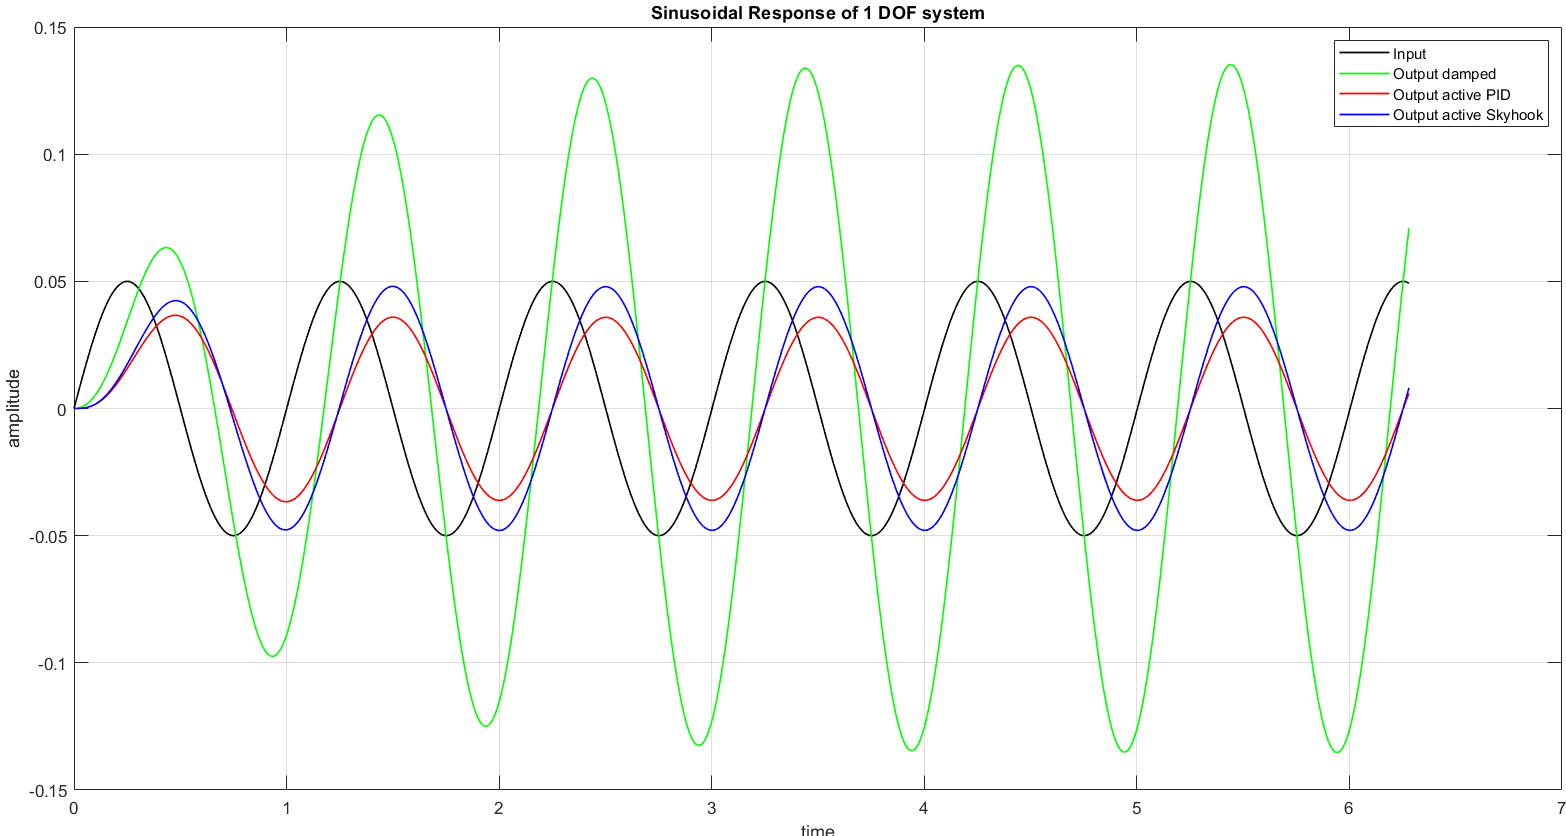 Sinusoidal Response of 1 DOF system
Input
Output damped
Output active PID
Output active Skyhook
amplitude
0.15
0.1
0.05
0
-0.05
-0.1
-0.15
0 1 2 3 4 5 6 7
time